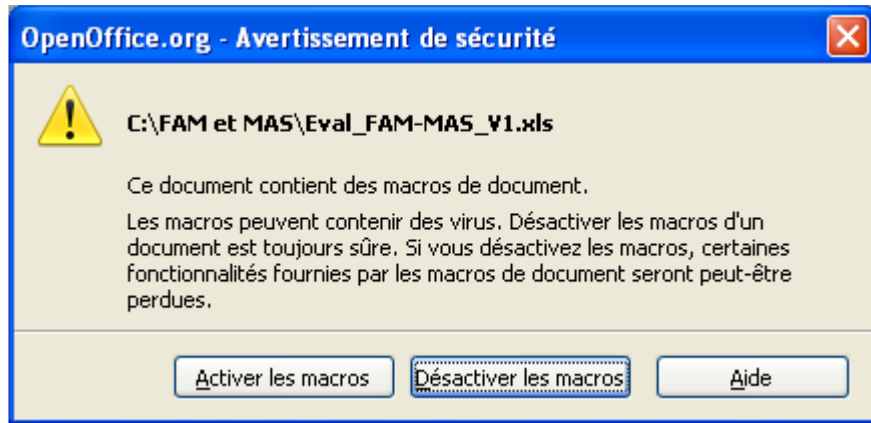 OpenOffice.org - Avertissement de sécurité
C:\FAM et MAS\Eval_FAM-MAS_V1.xls
Ce document contient des macros de document.
Les macros peuvent contenir des virus. Désactiver les macros d'un
document est toujours sûre. Si vous désactivez les macros, certaines
fonctionnalités fournies par les macros de document seront peut-être
perdues.
Activer les macros Désactiver les macros Aide